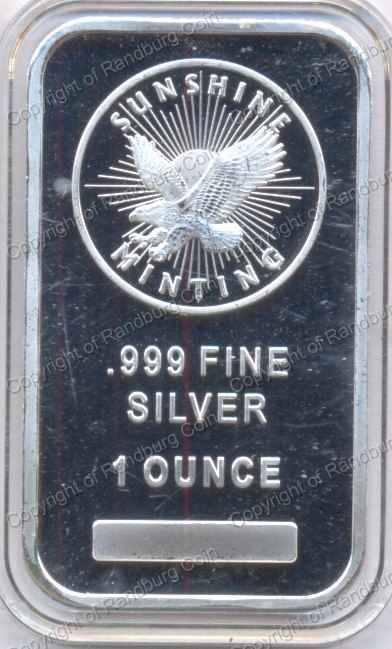 SUNSHINE
MINTING
.999 FINE
SILVER
1 OUNCE
Copyright of Randburg Coin